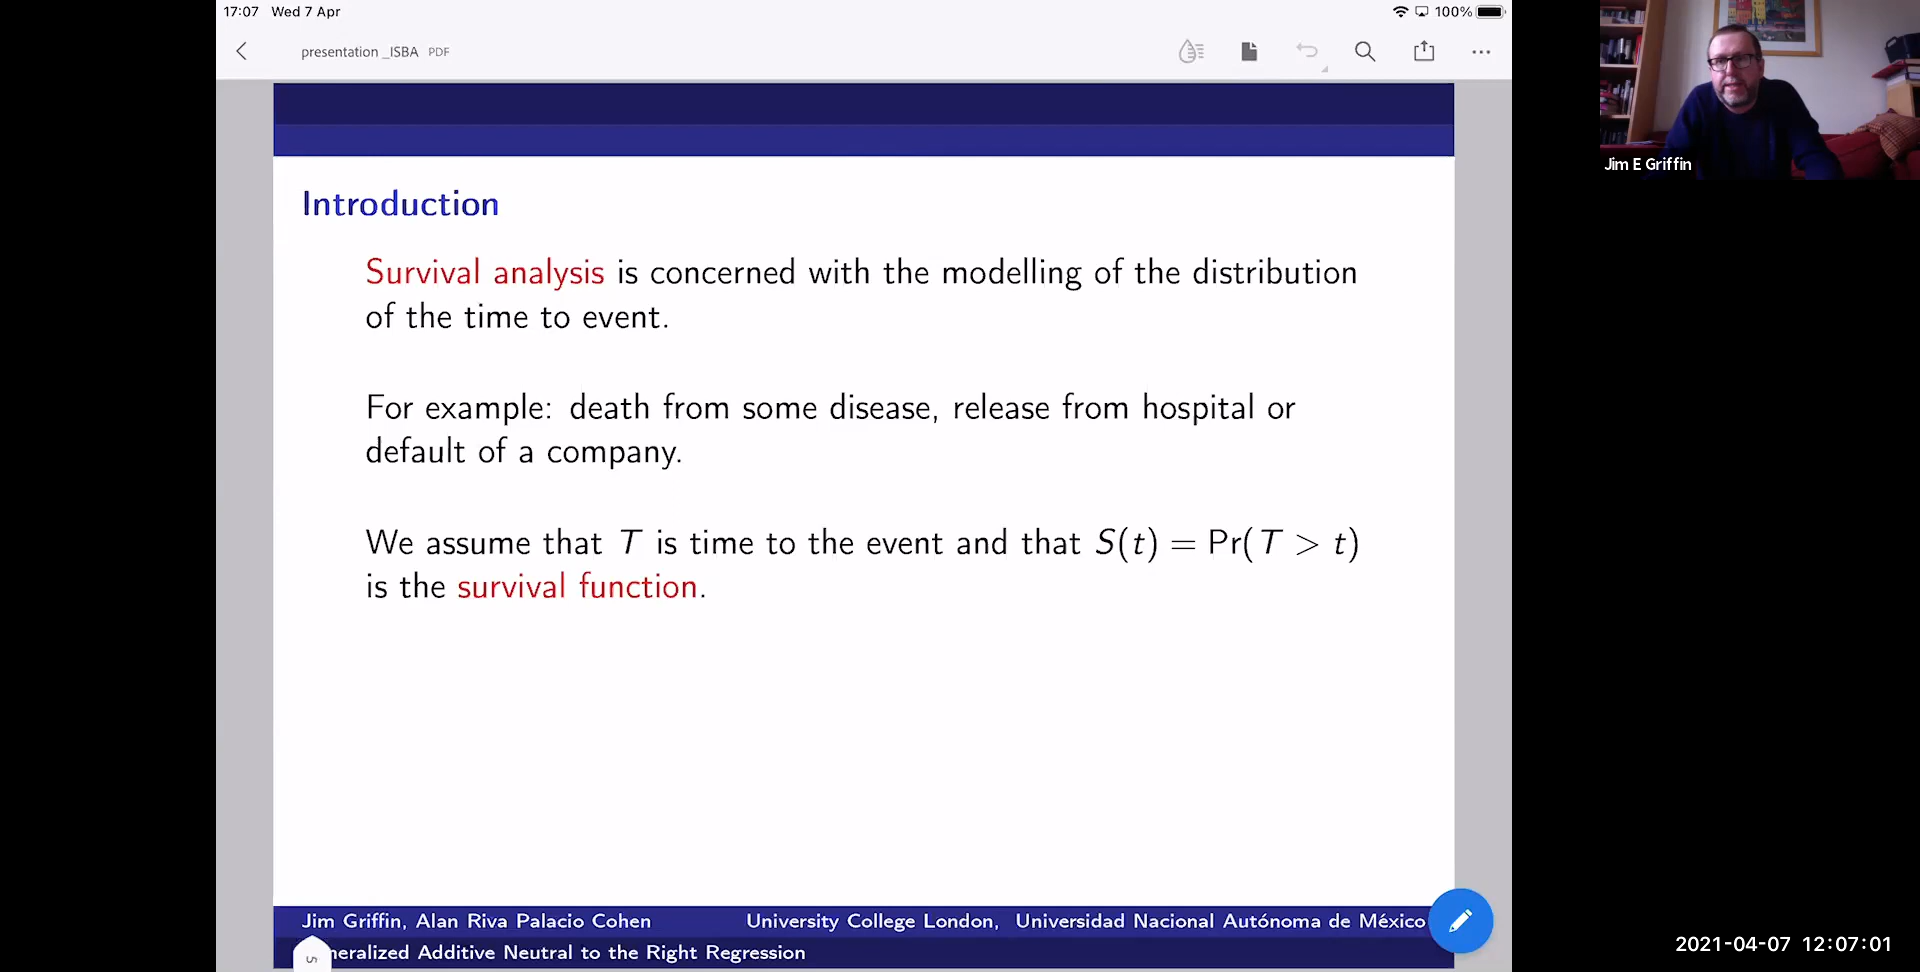 17:07 Wed 7 Apr
100%
presentation _ISBA PDF
Jim E Griffin
Introduction
Survival analysis is concerned with the modelling of the distribution
of the time to event.
For example: death from some disease, release from hospital or
default of a company.
We assume that T is time to the event and that S(t) = Pr(T > t)
is the survival function.
Jim Griffin, Alan Riva Palacio Cohen University College London, Universidad Nacional Autónoma de México
neralized Additive Neutral to the Right Regression
5
2021-04-07 12:07:01